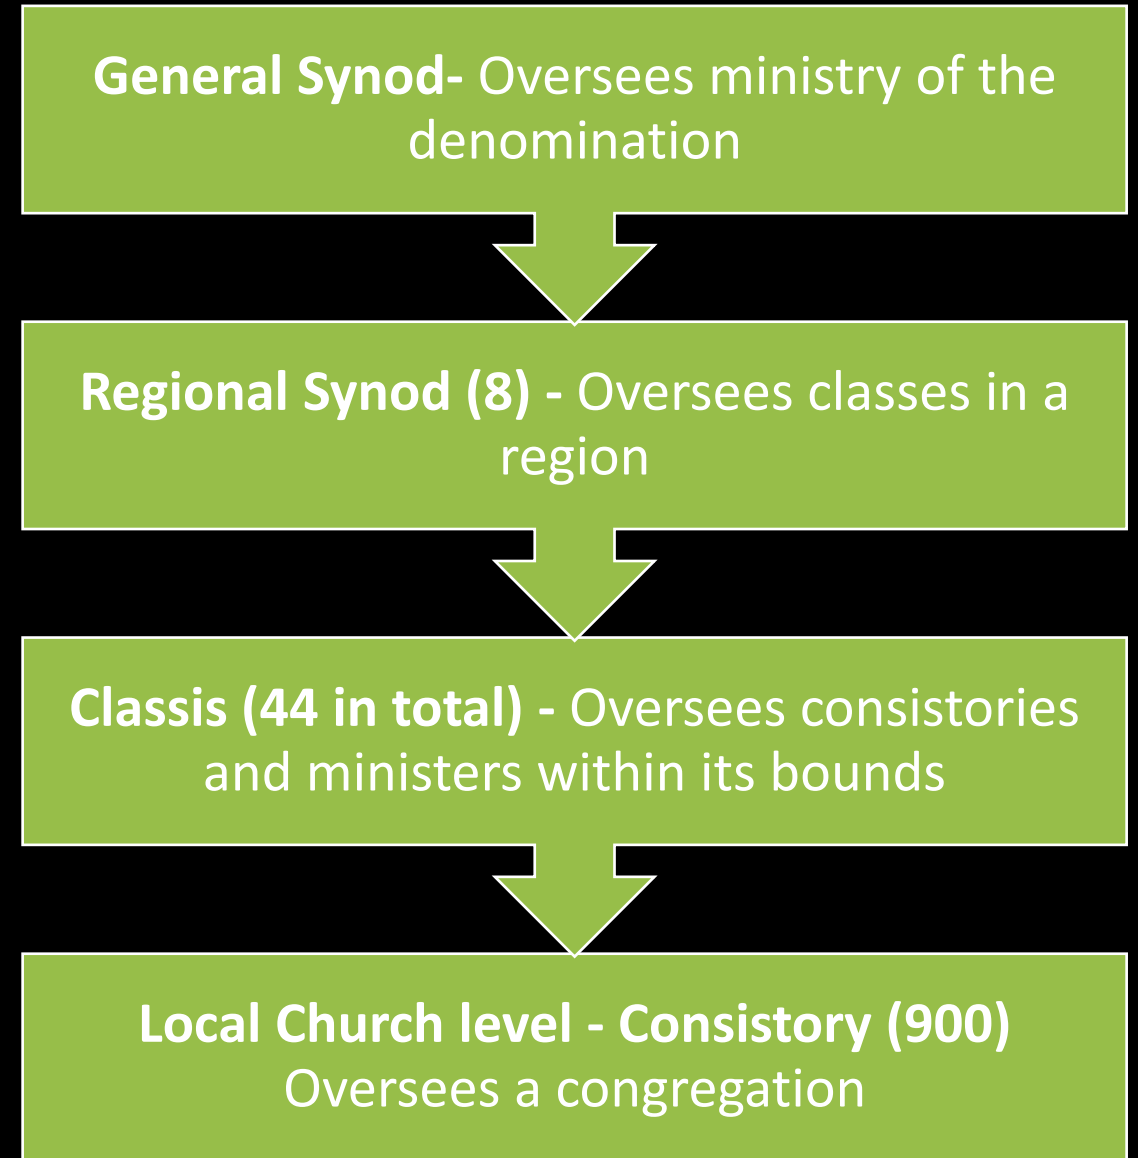 General Synod- Oversees ministry of the
denomination
Regional Synod (8) - Oversees classes in a
region
Classis (44 in total) - Oversees consistories
and ministers within its bounds
Local Church level - Consistory (900)
Oversees a congregation